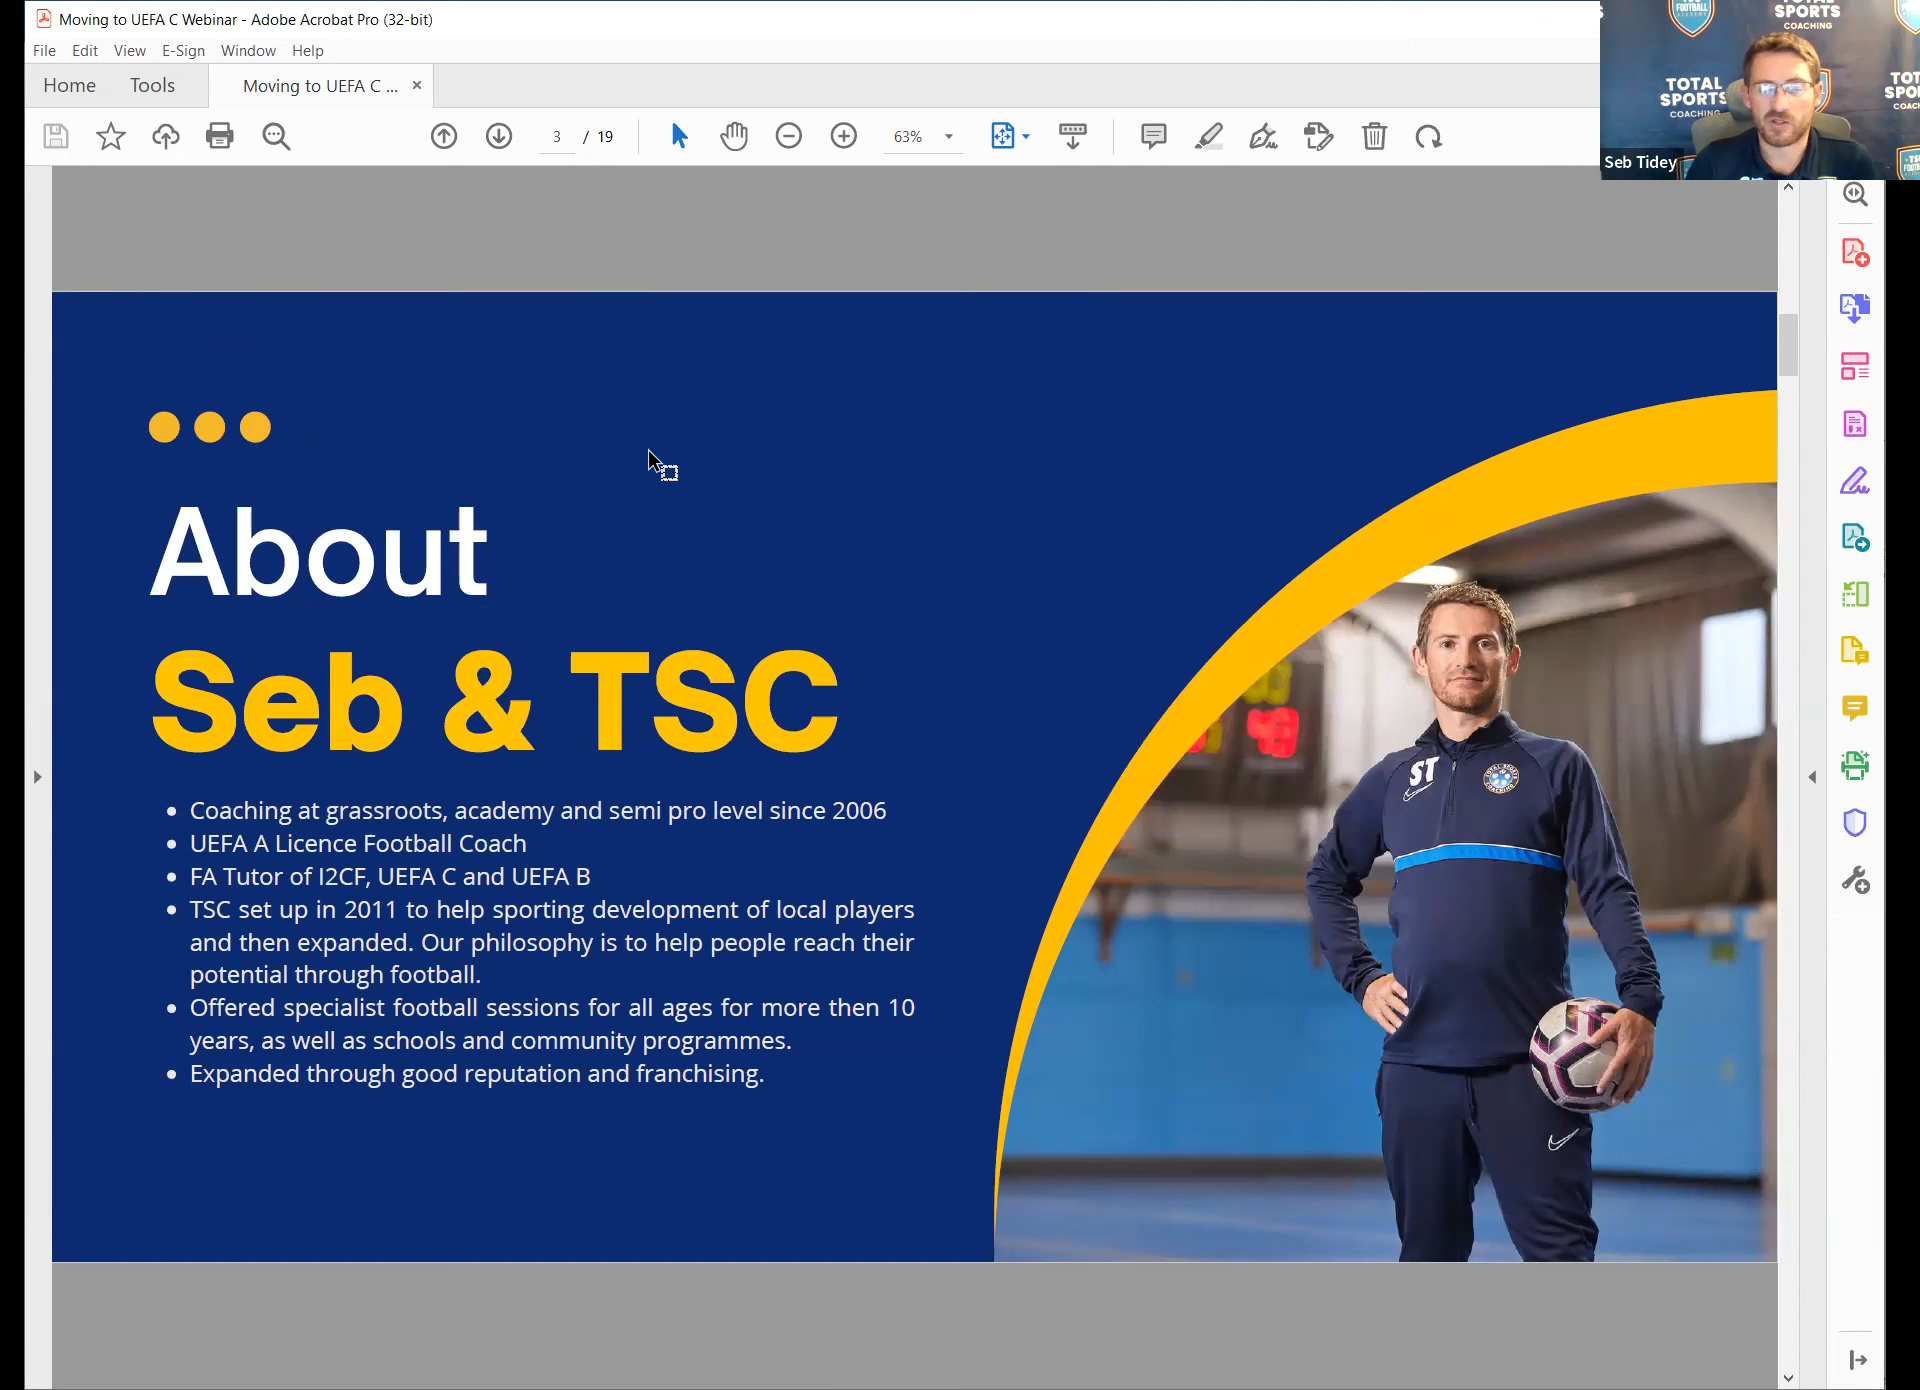 Moving to UEFA C Webinar - Adobe Acrobat Pro (32-bit)
File Edit View E-Sign Window Help
Home Tools Moving to UEFA C ... ×
3 / 19 63%
FOOTBALL
SPORTS
COACHING
TOTAL
SPORTS
COACHING
Seb Tidey
About
Seb & TSC
• Coaching at grassroots, academy and semi pro level since 2006
• UEFA A Licence Football Coach
• FA Tutor of I2CF, UEFA C and UEFA B
• TSC set up in 2011 to help sporting development of local players
and then expanded. Our philosophy is to help people reach their
potential through football.
• Offered specialist football sessions for all ages for more then 10
years, as well as schools and community programmes.
• Expanded through good reputation and franchising.
ST